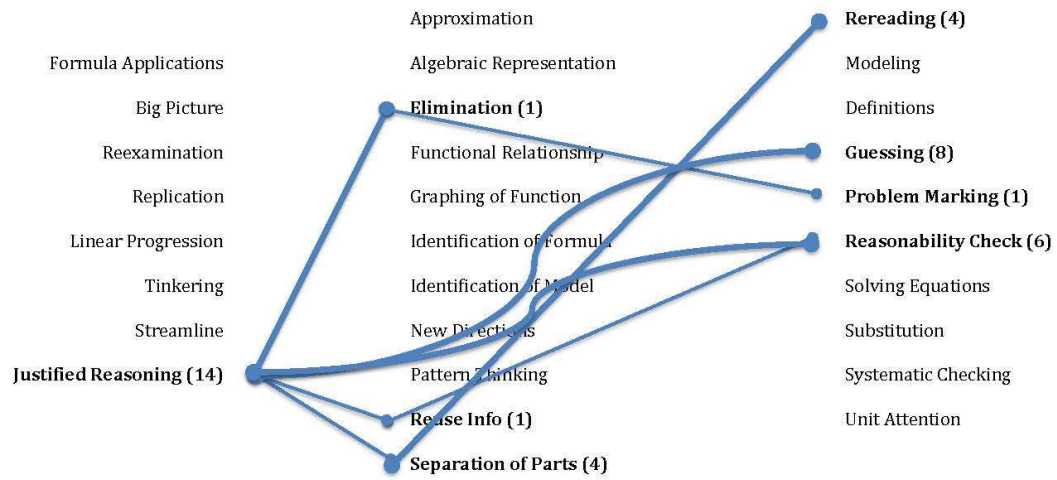 Approximation
Rereading (4)
Formula Applications
Algebraic Representation
Modeling
Big Picture
Elimination (1)
Definitions
Reexamination
Functional Relationship
Guessing (8)
Replication
Graphing of Function
Problem Marking (1)
Linear Progression
Identification of Formula
Reasonability Check (6)
Tinkering
Identification of Model
Solving Equations
Streamline
New Directions
Substitution
Justified Reasoning (14)
Pattern Thinking
Systematic Checking
Reuse Info (1)
Unit Attention
Separation of Parts (4)